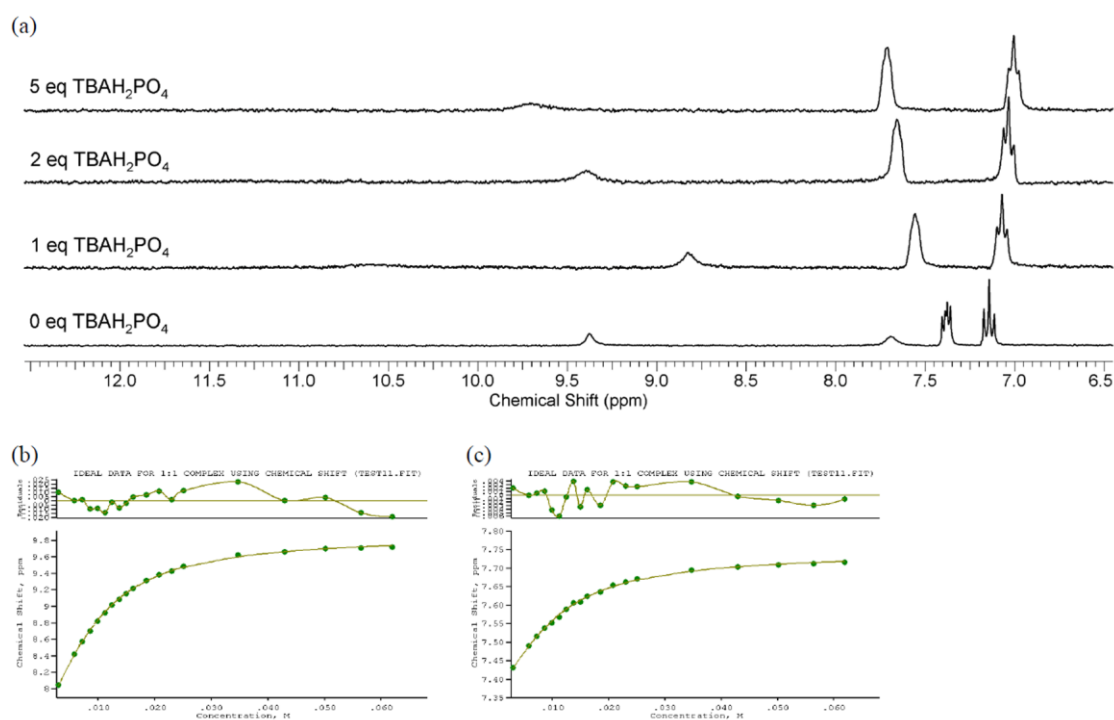 (a)
5 eq TBAH₂PO₄
2 eq TBAH₂PO₄
1 eq TBAH₂PO₄
0 eq TBAH₂PO₄
12.0 11.5 11.0 10.5 10.0 9.5 9.0 8.5 8.0 7.5 7.0 6.5
Chemical Shift (ppm)
(b)
IDEAL DATA FOR 1:1 COMPLEX USING CHEMICAL SHIFT (TEST11.FIT)
9.8
9.6
9.4
9.2
9
8.8
8.6
8.4
8.2
8
Chemical Shift, ppm
.010 .020 .030 .040 .050 .060
Concentration, M
(c)
IDEAL DATA FOR 1:1 COMPLEX USING CHEMICAL SHIFT (TEST11.FIT)
7.80
7.75
7.70
7.65
7.60
7.55
7.50
7.45
7.40
7.35
Chemical Shift, ppm
.010 .020 .030 .040 .050 .060
Concentration, M